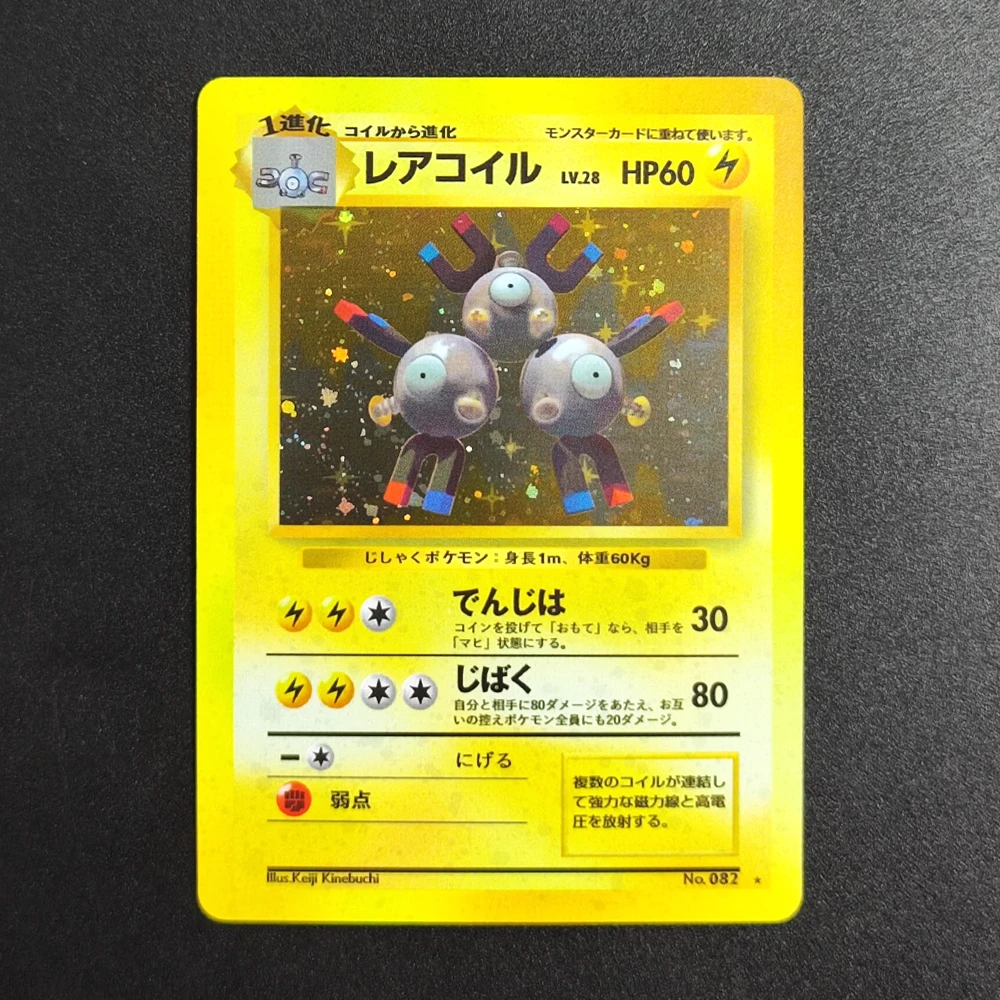 1進化
コイルから進化
モンスターカードに重ねて使います。
レアコイル LV.28 HP60
じしゃくポケモン：身長1m、体重60Kg
でんじは
コインを投げて「おもて」なら、相手を
「マヒ」状態にする。
30
じばく
自分と相手に80ダメージをあたえ、お互
いの控えポケモン全員にも20ダメージ。
80
にげる
弱点
複数のコイルが連結し
て強力な磁力線と高電
圧を放射する。
Illus.Keiji Kinebuchi
No. 082 ★